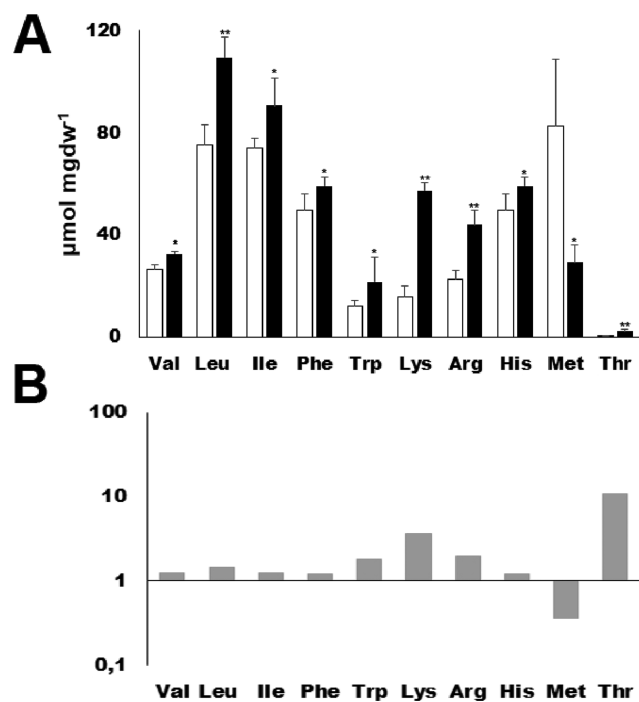 A
120
80
40
0
µmol mgdw⁻¹
* ** * * * ** ** * * **
Val Leu Ile Phe Trp Lys Arg His Met Thr
B
100
10
1
0,1
Val Leu Ile Phe Trp Lys Arg His Met Thr